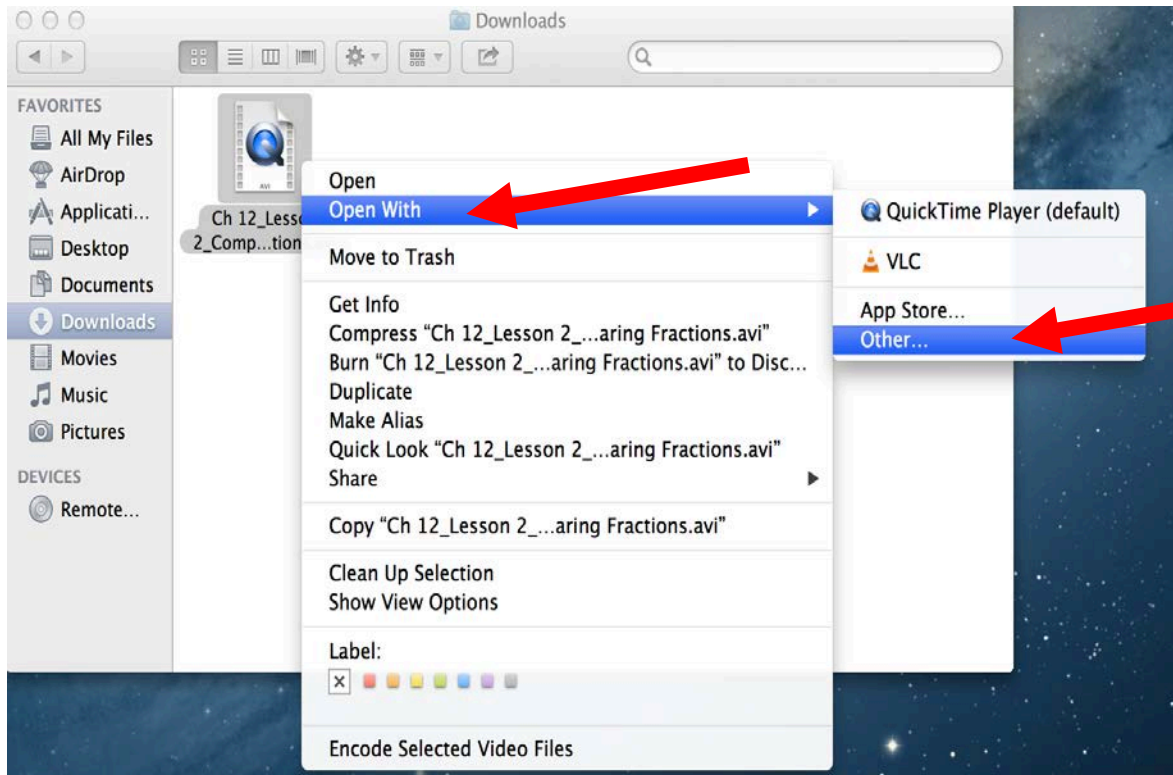 Downloads
FAVORITES
All My Files
AirDrop
Applicati...
Desktop
Documents
Downloads
Movies
Music
Pictures
DEVICES
Remote...
AVI
Ch 12_Less
2_Comp...tion
Open
Open With
Move to Trash
Get Info
Compress “Ch 12_Lesson 2_...aring Fractions.avi”
Burn “Ch 12_Lesson 2_...aring Fractions.avi” to Disc...
Duplicate
Make Alias
Quick Look “Ch 12_Lesson 2_...aring Fractions.avi”
Share
Copy “Ch 12_Lesson 2_...aring Fractions.avi”
Clean Up Selection
Show View Options
Label:
Encode Selected Video Files
QuickTime Player (default)
VLC
App Store...
Other...